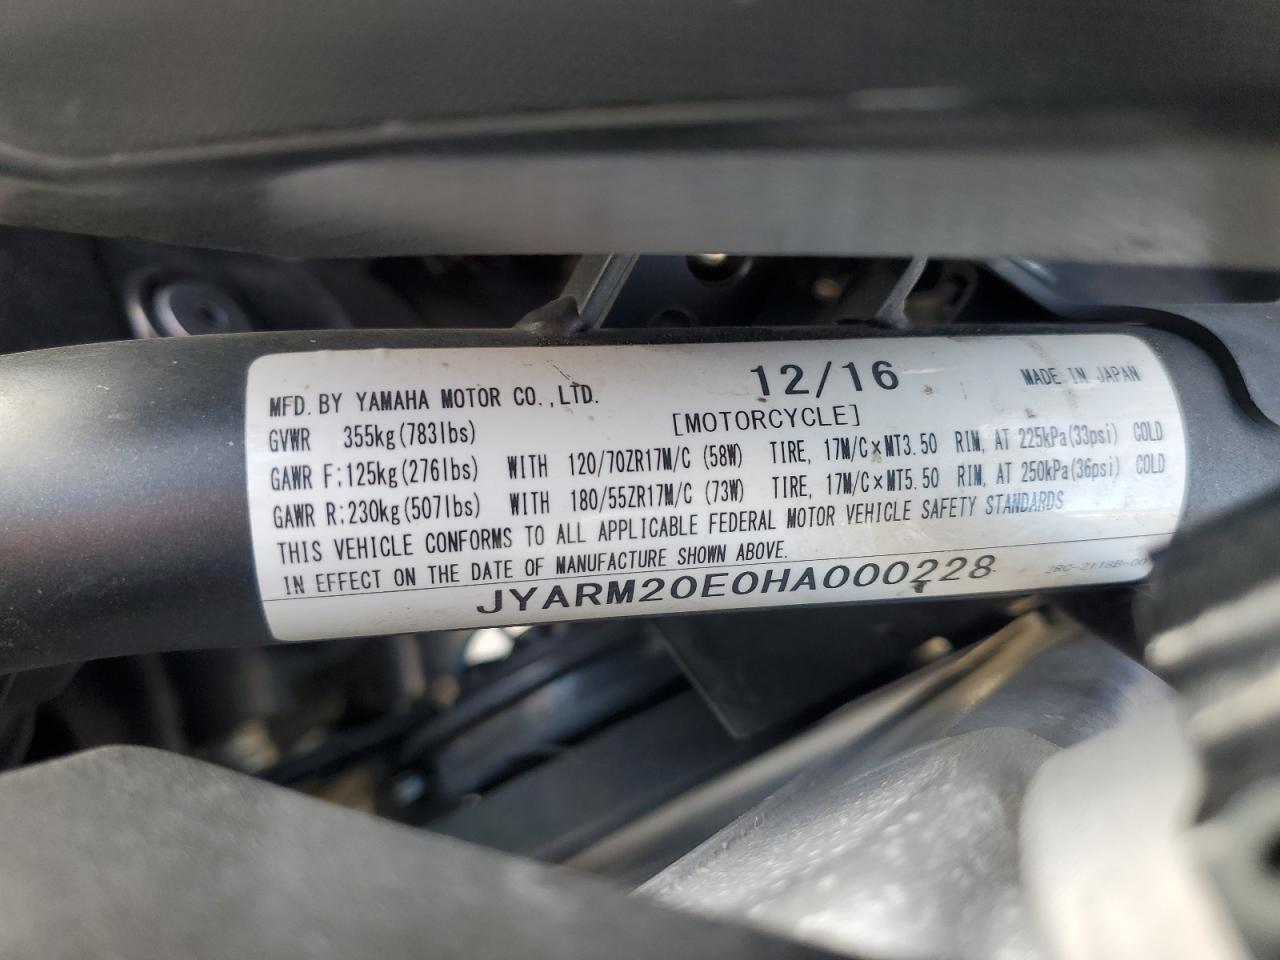 MFD. BY YAMAHA MOTOR CO.,LTD. 12/16 MADE IN JAPAN
GVWR 355kg(783lbs) [MOTORCYCLE]
GAWR F:125kg(276lbs) WITH 120/70ZR17M/C (58W) TIRE, 17M/C×MT3.50 RIM, AT 225kPa(33psi) COLD
GAWR R:230kg(507lbs) WITH 180/55ZR17M/C (73W) TIRE, 17M/C×MT5.50 RIM, AT 250kPa(36psi) COLD
THIS VEHICLE CONFORMS TO ALL APPLICABLE FEDERAL MOTOR VEHICLE SAFETY STANDARDS
IN EFFECT ON THE DATE OF MANUFACTURE SHOWN ABOVE.
JYARM20E0HA000228